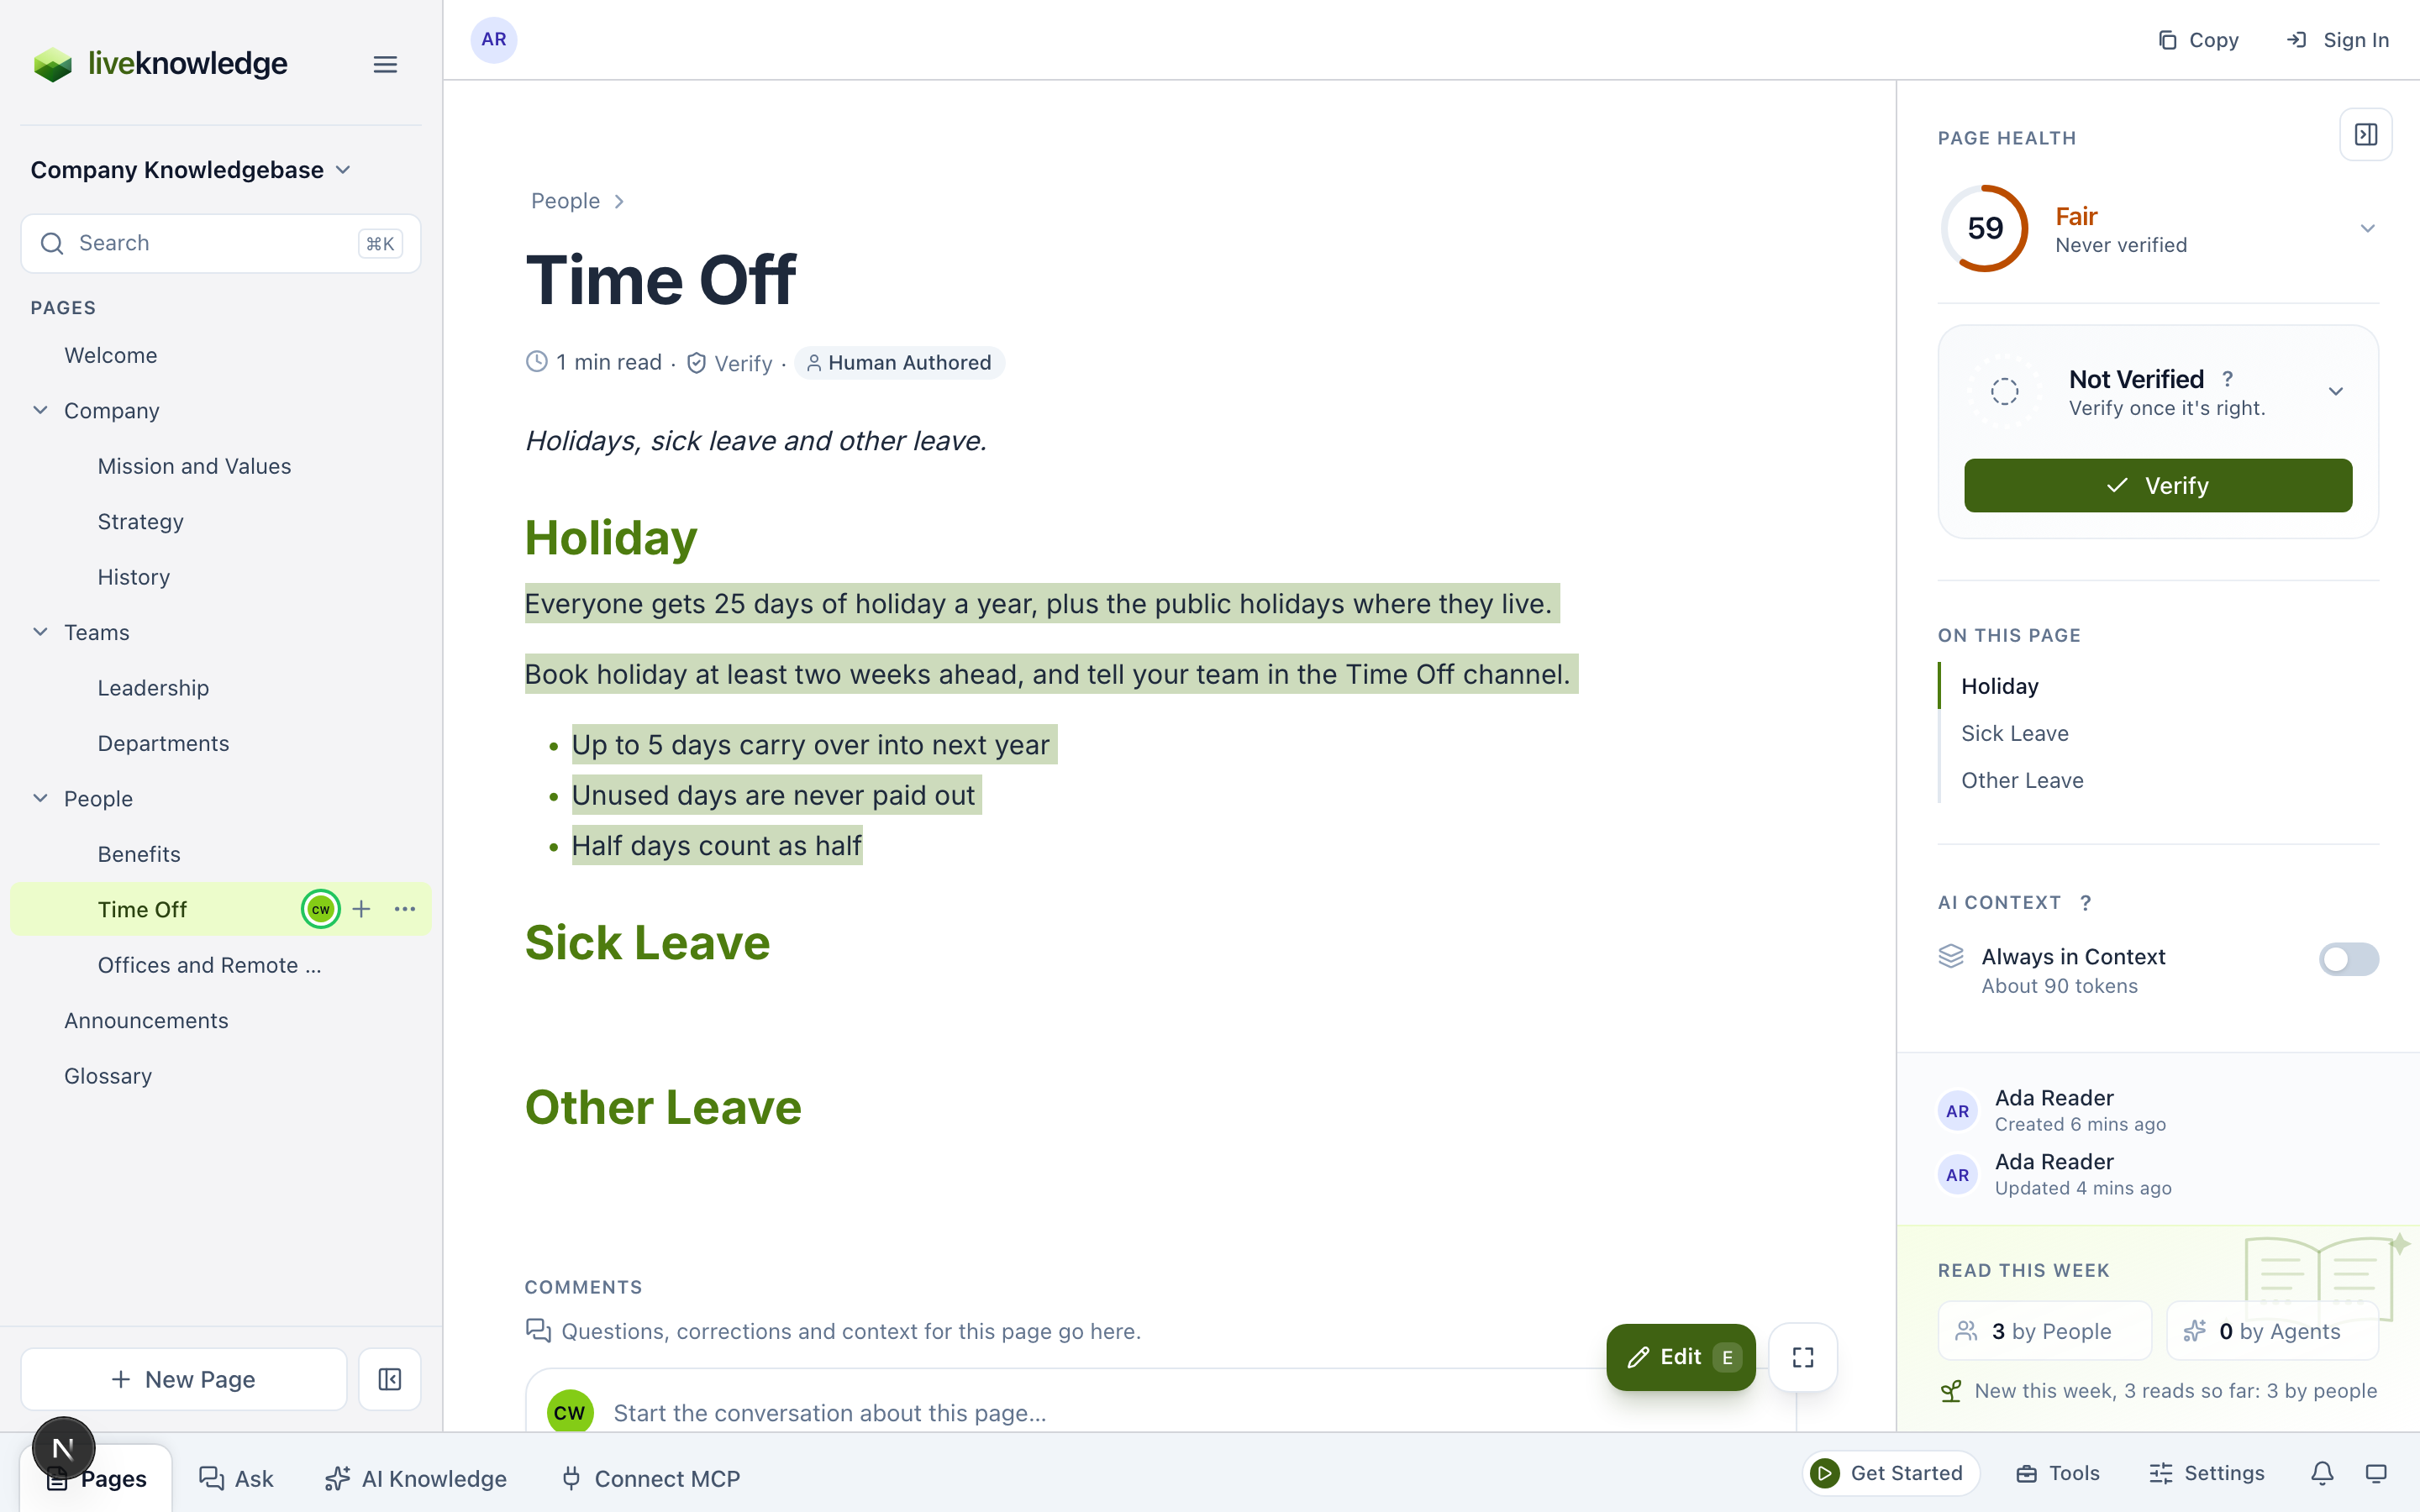 liveknowledge
Company Knowledgebase
Search
⌘K
PAGES
Welcome
Company
Mission and Values
Strategy
History
Teams
Leadership
Departments
People
Benefits
Time Off
CW
Offices and Remote ...
Announcements
Glossary
New Page
AR
Copy
Sign In
People
Time Off
1 min read · Verify · Human Authored
Holidays, sick leave and other leave.
Holiday
Everyone gets 25 days of holiday a year, plus the public holidays where they live.
Book holiday at least two weeks ahead, and tell your team in the Time Off channel.
• Up to 5 days carry over into next year
• Unused days are never paid out
• Half days count as half
Sick Leave
Other Leave
COMMENTS
Questions, corrections and context for this page go here.
CW
Start the conversation about this page...
Edit E
PAGE HEALTH
59
Fair
Never verified
Not Verified ?
Verify once it's right.
Verify
ON THIS PAGE
Holiday
Sick Leave
Other Leave
AI CONTEXT ?
Always in Context
About 90 tokens
AR
Ada Reader
Created 6 mins ago
AR
Ada Reader
Updated 4 mins ago
READ THIS WEEK
3 by People
0 by Agents
New this week, 3 reads so far: 3 by people
N
Pages
Ask
AI Knowledge
Connect MCP
Get Started
Tools
Settings